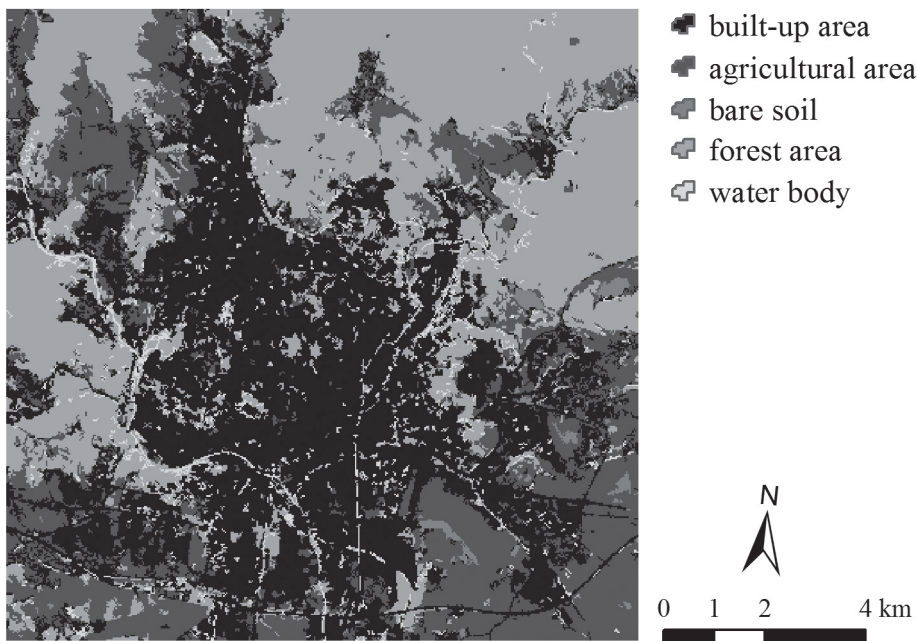 built-up area
agricultural area
bare soil
forest area
water body
N
0 1 2 4 km